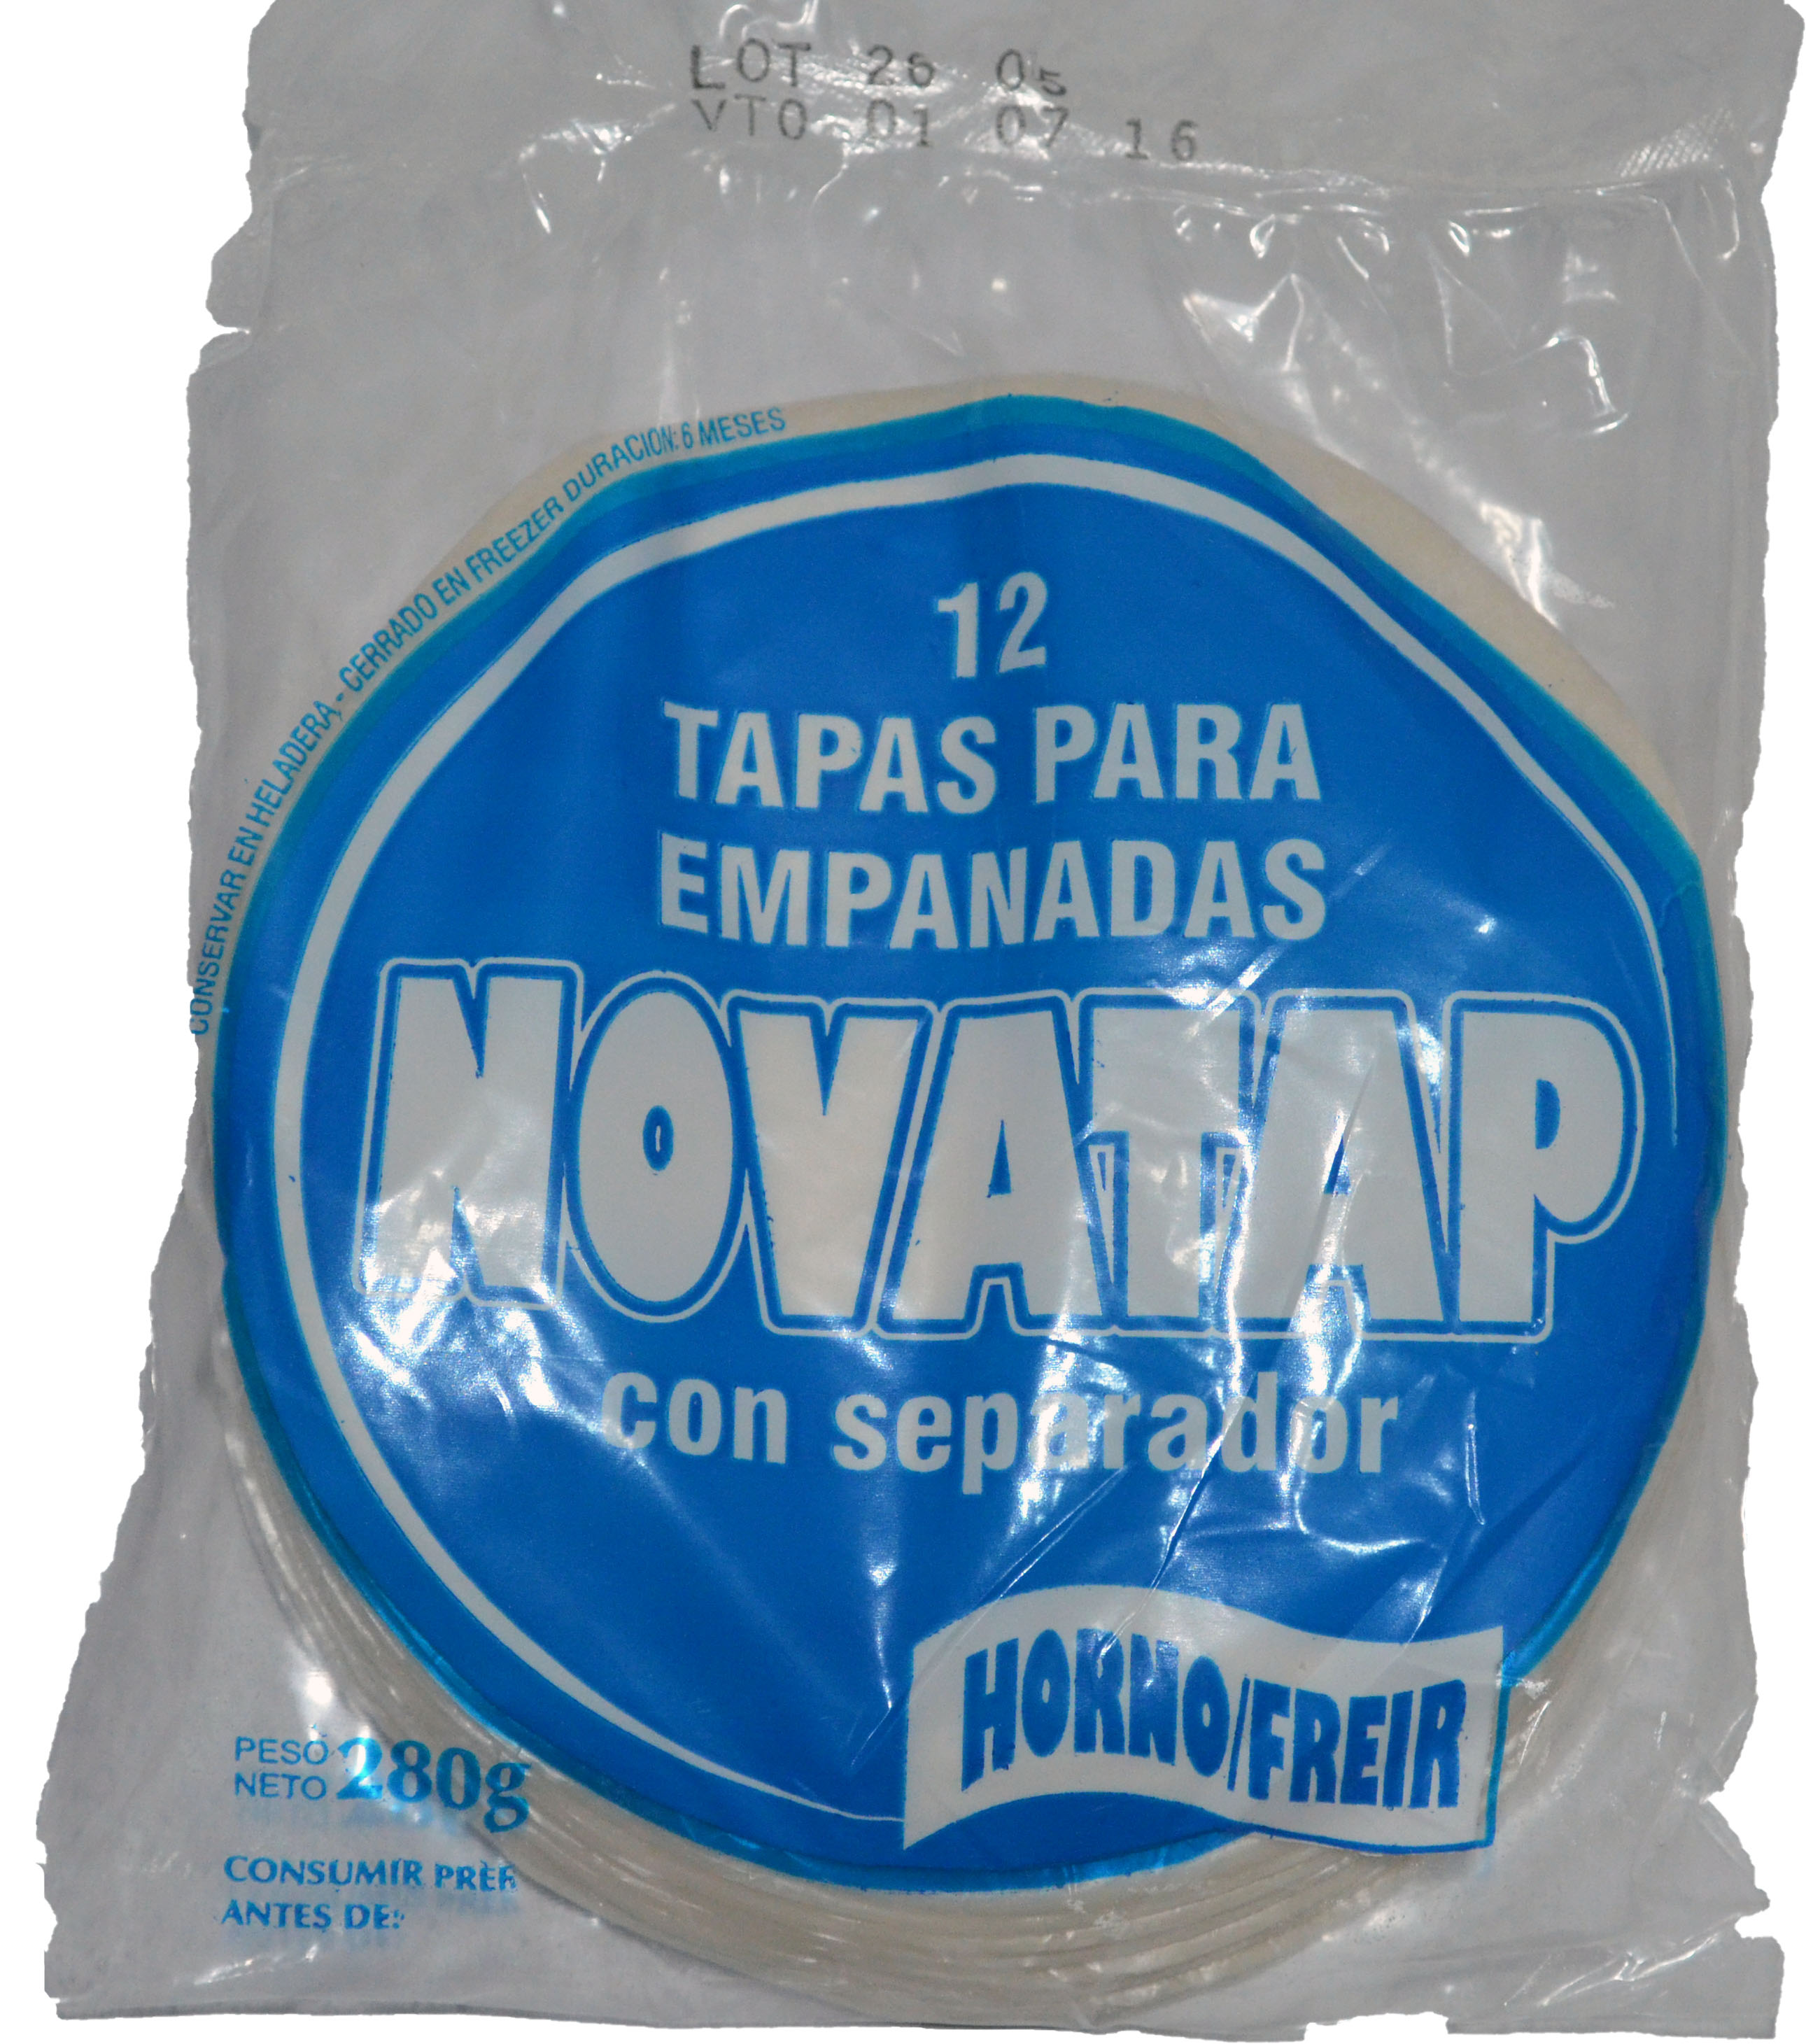 LOT 26 05
VTO 01 07 16
CONSERVAR EN HELADERA - CERRADO EN FREEZER DURACION: 6 MESES
12
TAPAS PARA
EMPANADAS
NOVATAP
con separador
HORNO/FREIR
PESO
NETO 280g
CONSUMIR PREF
ANTES DE: